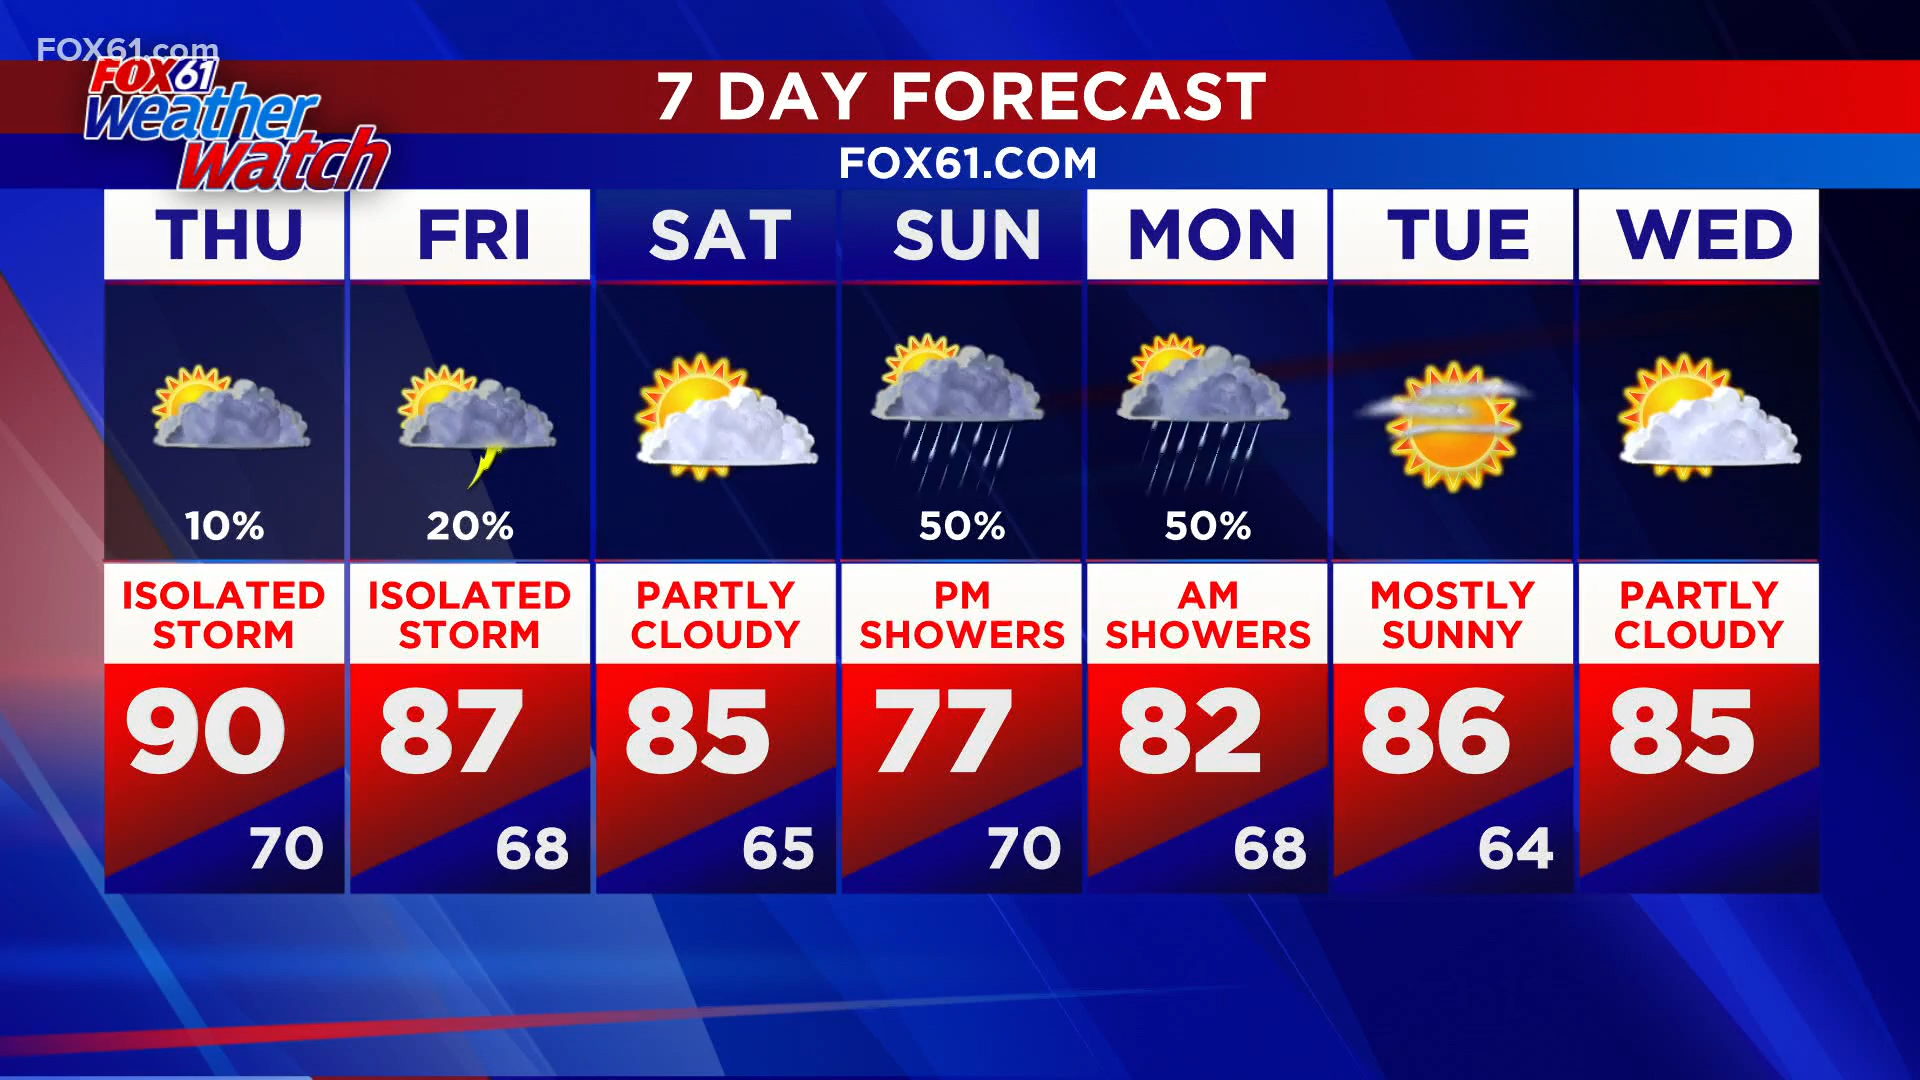 FOX61.com
FOX61
Weather
Watch
7 DAY FORECAST
FOX61.COM
THU FRI SAT SUN MON TUE WED
10% 20% 50% 50%
ISOLATED STORM
ISOLATED STORM
PARTLY CLOUDY
PM SHOWERS
AM SHOWERS
MOSTLY SUNNY
PARTLY CLOUDY
90 87 85 77 82 86 85
70 68 65 70 68 64